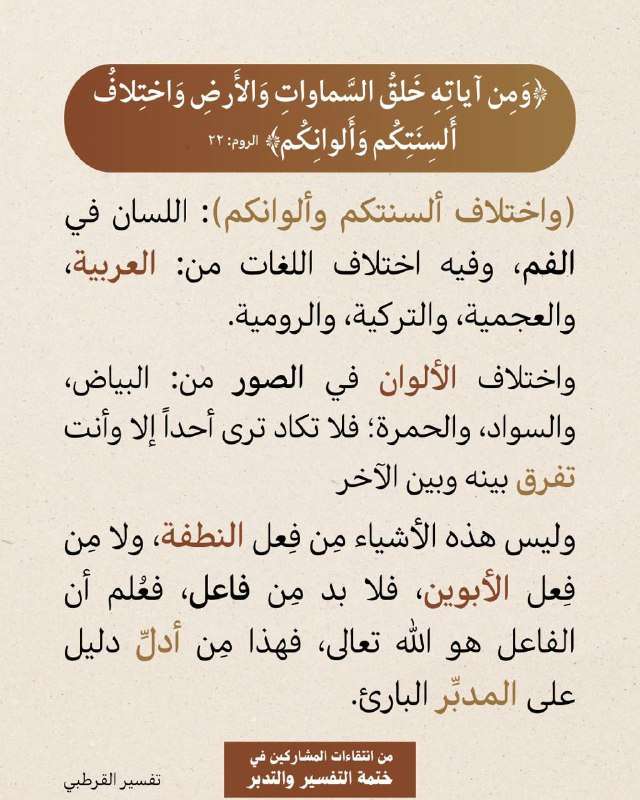 ﴿وَمِن آياتِهِ خَلقُ السَّماواتِ وَالأَرضِ وَاختِلافُ
أَلسِنَتِكُم وَأَلوانِكُم﴾ الروم: ٢٢
(واختلاف ألسنتكم وألوانكم): اللسان في
الفم، وفيه اختلاف اللغات من: العربية،
والعجمية، والتركية، والرومية.
واختلاف الألوان في الصور من: البياض،
والسواد، والحمرة؛ فلا تكاد ترى أحداً إلا وأنت
تفرق بينه وبين الآخر
وليس هذه الأشياء مِن فِعل النطفة، ولا مِن
فِعل الأبوين، فلا بد مِن فاعل، فعُلم أن
الفاعل هو الله تعالى، فهذا مِن أدلِّ دليل
على المدبِّر البارئ.
من انتقاءات المشاركين في
ختمة التفسير والتدبر
تفسير القرطبي